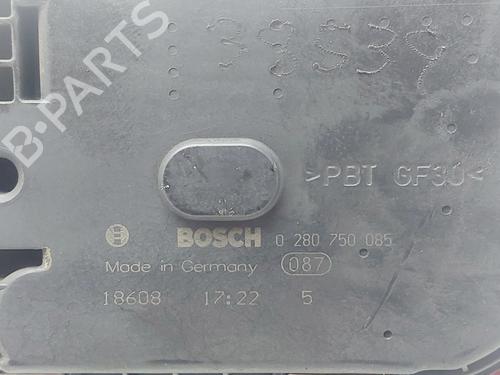 B-PARTS
>PBT GF30<
BOSCH 0 280 750 085
Made in Germany 087
18608 17:22 5